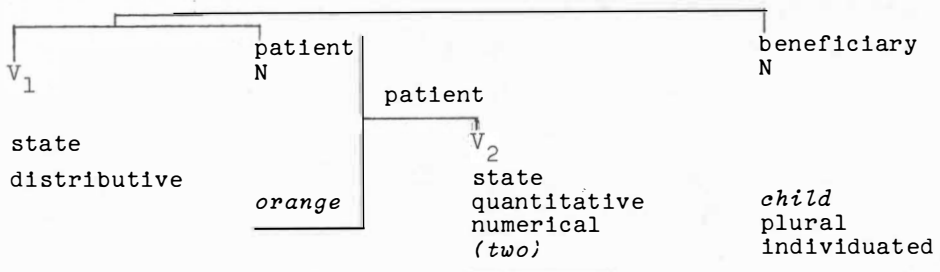 patient beneficiary
V1 N N
patient
V2
state
distributive
state
orange quantitative child
numerical plural
(two) individuated